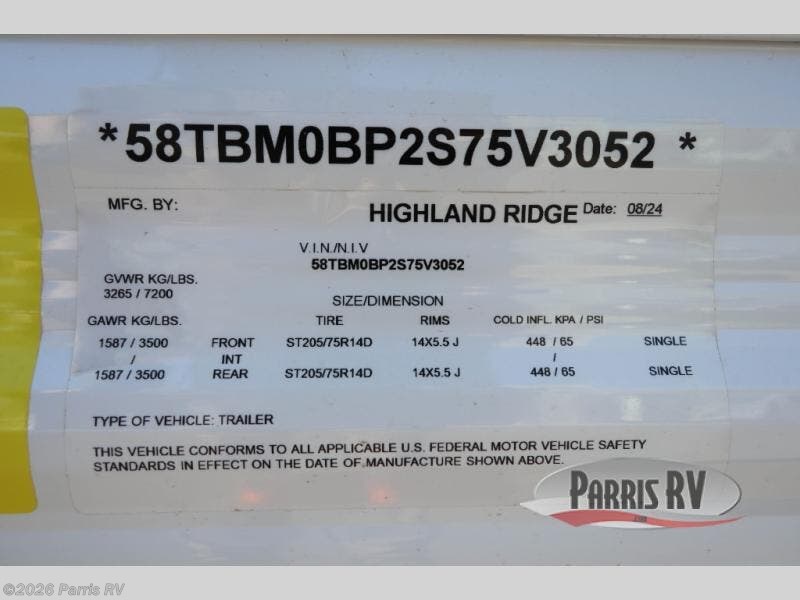 *58TBM0BP2S75V3052 *
MFG. BY: HIGHLAND RIDGE Date: 08/24
V.I.N./N.I.V
58TBM0BP2S75V3052
GVWR KG/LBS.
3265 / 7200
SIZE/DIMENSION
GAWR KG/LBS. TIRE RIMS COLD INFL. KPA / PSI
1587 / 3500 FRONT ST205/75R14D 14X5.5 J 448 / 65 SINGLE
/ INT /
1587 / 3500 REAR ST205/75R14D 14X5.5 J 448 / 65 SINGLE
TYPE OF VEHICLE: TRAILER
THIS VEHICLE CONFORMS TO ALL APPLICABLE U.S. FEDERAL MOTOR VEHICLE SAFETY
STANDARDS IN EFFECT ON THE DATE OF MANUFACTURE SHOWN ABOVE.
PARRIS RV
©2026 Parris RV